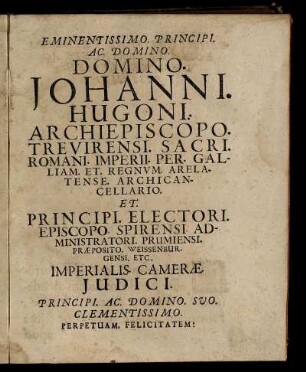 EMINENTISSIMO. PRINCIPI.
AC. DOMINO.
DOMINO.
JOHANNI.
HUGONI.
ARCHIEPISCOPO.
TREVIRENSI. SACRI.
ROMANI. IMPERII. PER. GAL-
LIAM. ET. REGNVM. ARELA-
TENSE. ARCHICAN-
CELLARIO.
ET.
PRINCIPI. ELECTORI.
EPISCOPO. SPIRENSI AD-
MINISTRATORI. PRUMIENSI.
PRÆPOSITO. WEISSENBUR-
GENSI. ETC.
IMPERIALIS CAMERÆ
JUDICI.
PRINCIPI. AC. DOMINO. SVO.
CLEMENTISSIMO.
PERPETUAM. FELICITATEM!